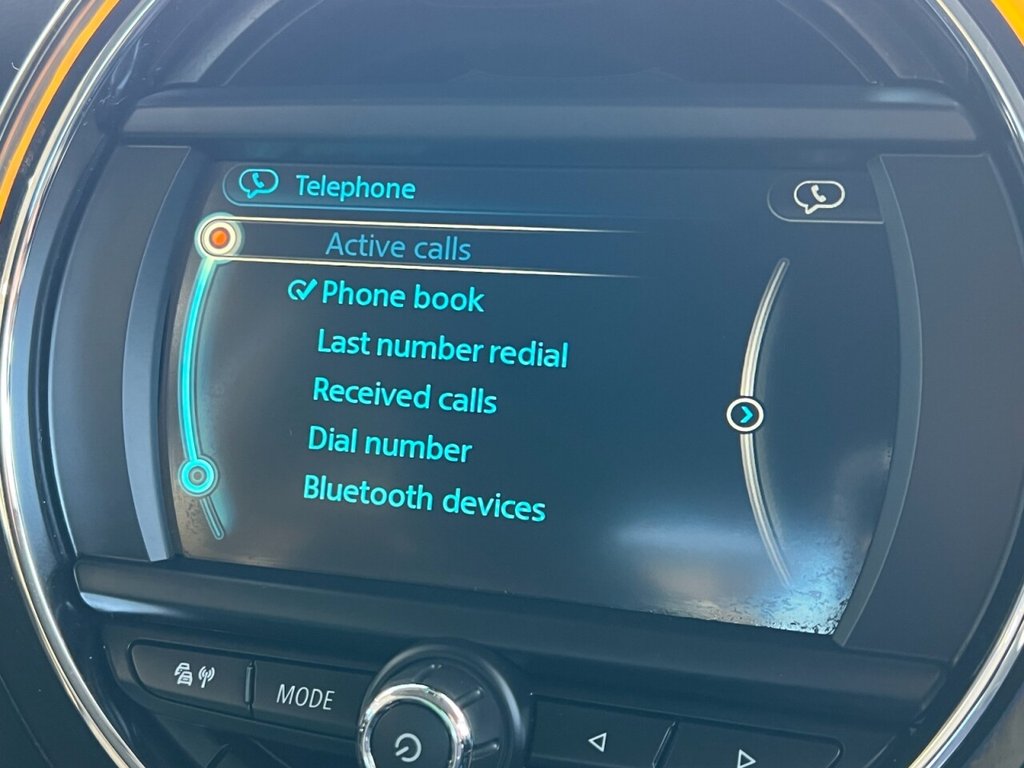 Telephone
Active calls
Phone book
Last number redial
Received calls
Dial number
Bluetooth devices
MODE